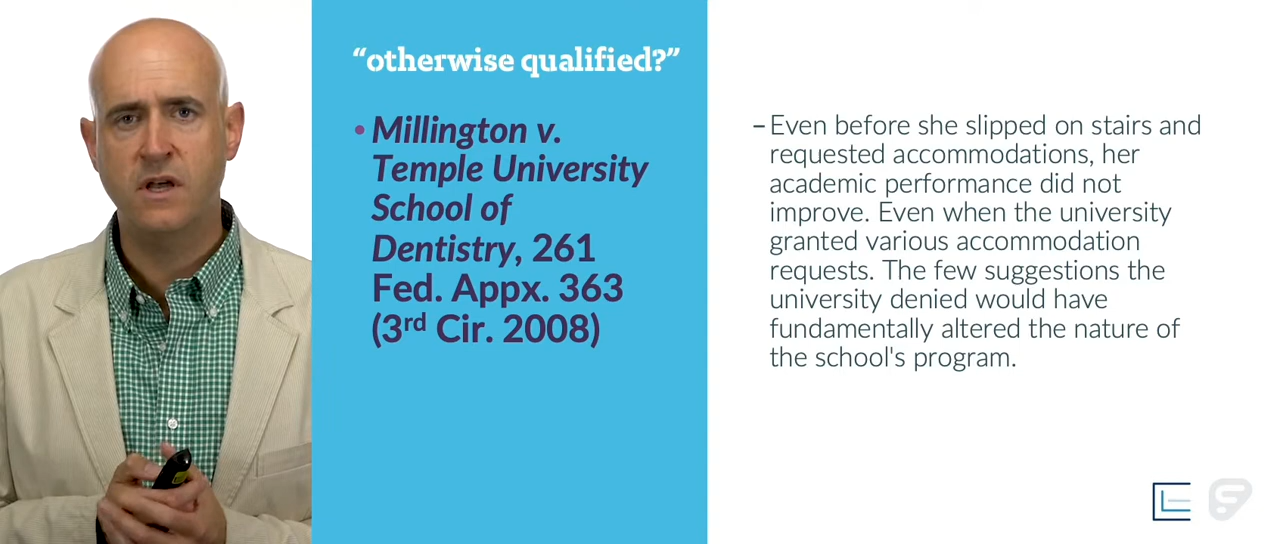 “otherwise qualified?”
• Millington v.
Temple University
School of
Dentistry, 261
Fed. Appx. 363
(3rd Cir. 2008)
– Even before she slipped on stairs and
requested accommodations, her
academic performance did not
improve. Even when the university
granted various accommodation
requests. The few suggestions the
university denied would have
fundamentally altered the nature of
the school's program.